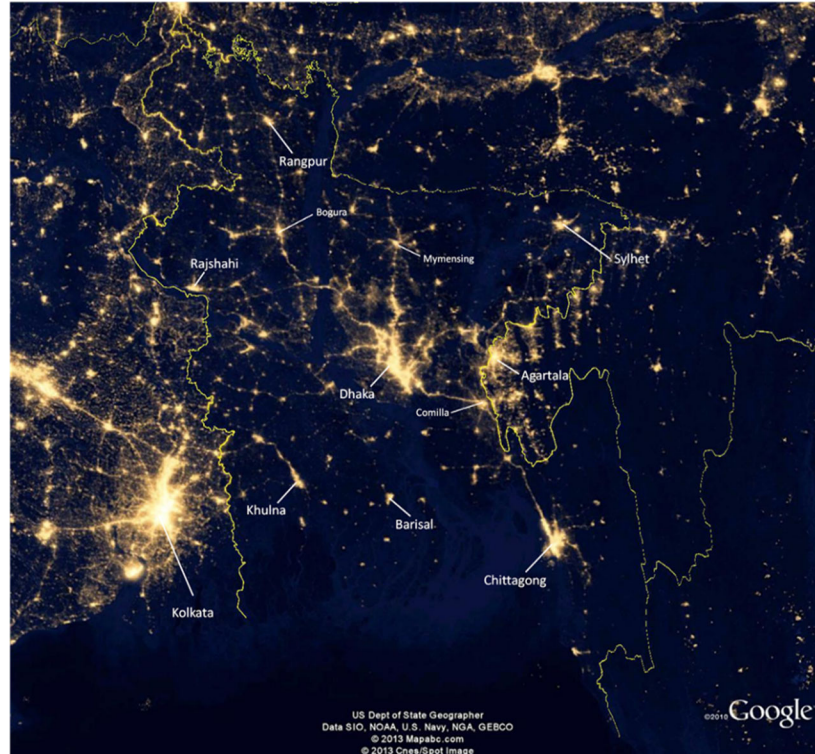 Rangpur
Bogura
Mymensing
Sylhet
Rajshahi
Dhaka
Agartala
Comilla
Khulna
Barisal
Chittagong
Kolkata
US Dept of State Geographer
Data SIO, NOAA, U.S. Navy, NGA, GEBCO
© 2013 Mapabc.com
© 2013 Cnes/Spot Image
©2010 Google